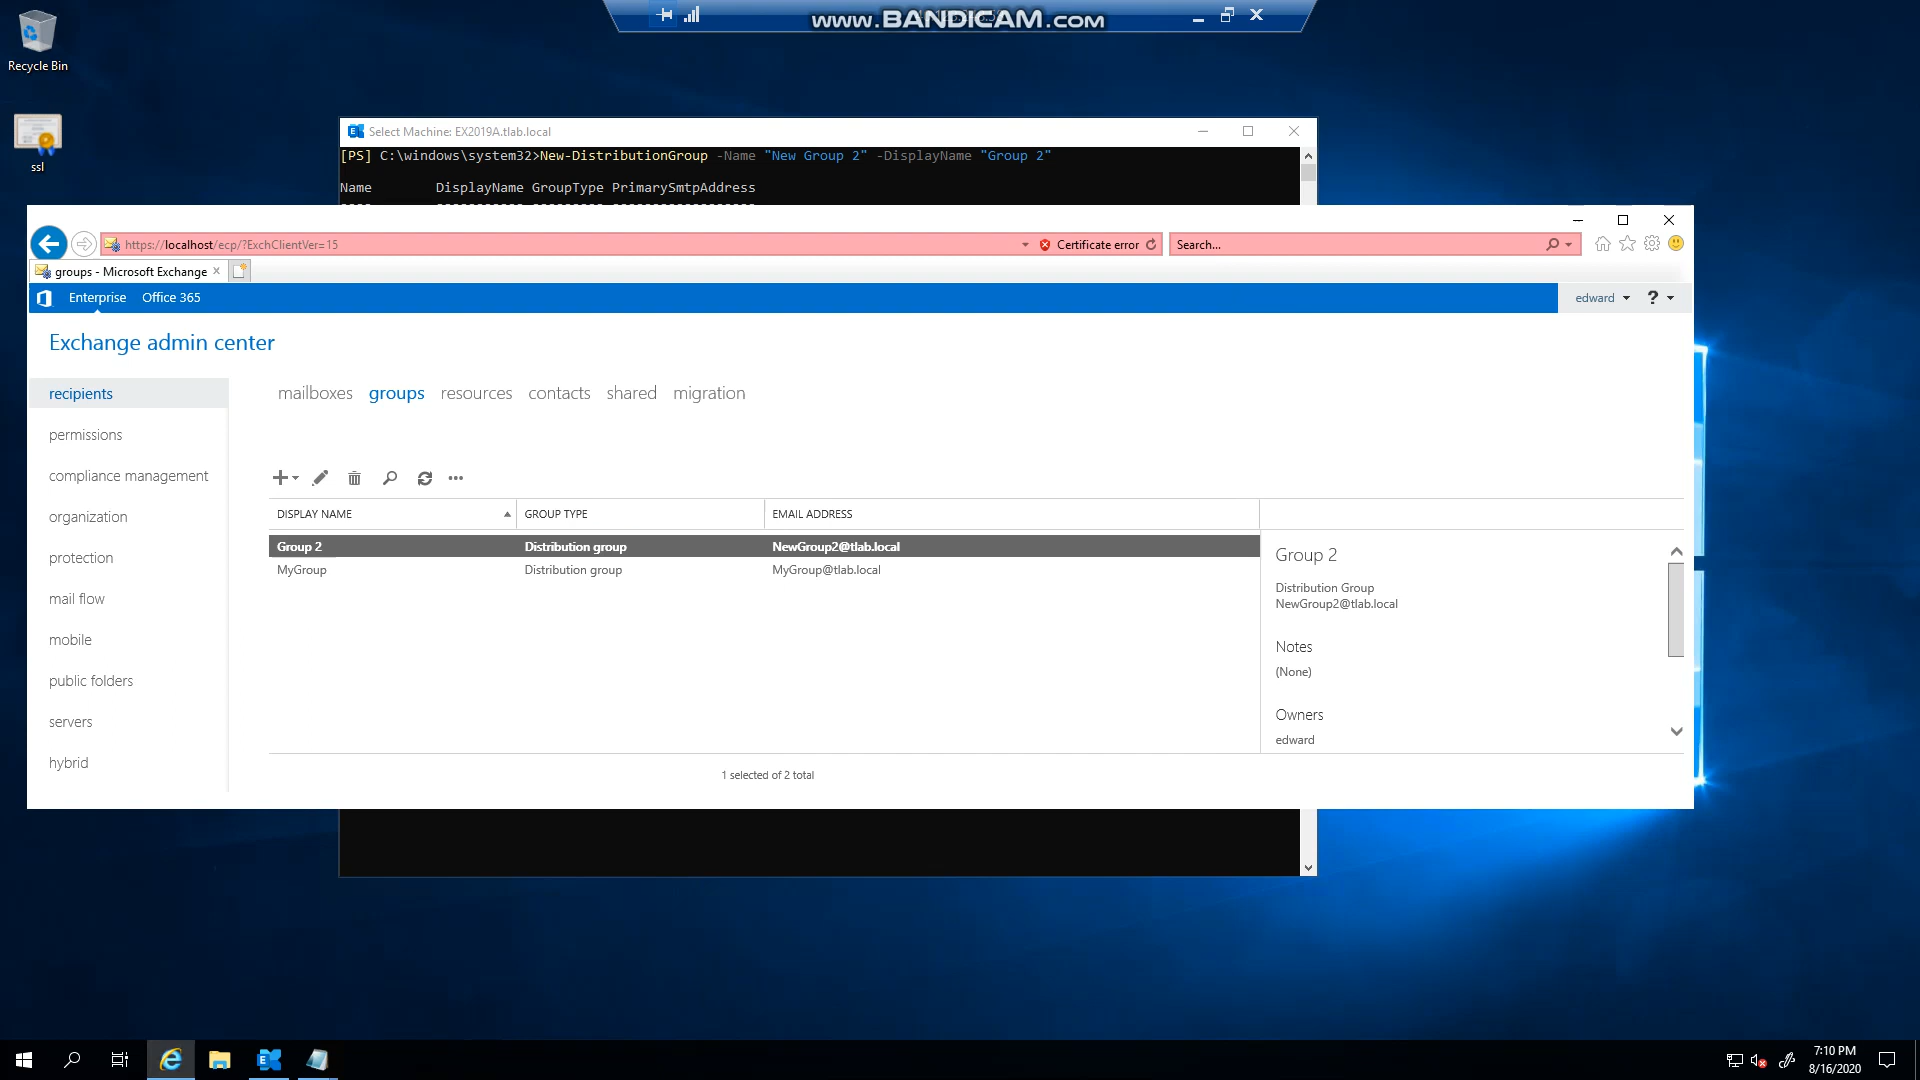 www.BANDICAM.com
Recycle Bin
ssl
Select Machine: EX2019A.tlab.local
[PS] C:\windows\system32>New-DistributionGroup -Name "New Group 2" -DisplayName "Group 2"
Name DisplayName GroupType PrimarySmtpAddress
https://localhost/ecp/?ExchClientVer=15
Certificate error
Search...
groups - Microsoft Exchange
Enterprise Office 365
edward ?
Exchange admin center
recipients
permissions
compliance management
organization
protection
mail flow
mobile
public folders
servers
hybrid
mailboxes groups resources contacts shared migration
DISPLAY NAME GROUP TYPE EMAIL ADDRESS
Group 2 Distribution group NewGroup2@tlab.local
MyGroup Distribution group MyGroup@tlab.local
1 selected of 2 total
Group 2
Distribution Group
NewGroup2@tlab.local
Notes
(None)
Owners
edward
7:10 PM
8/16/2020